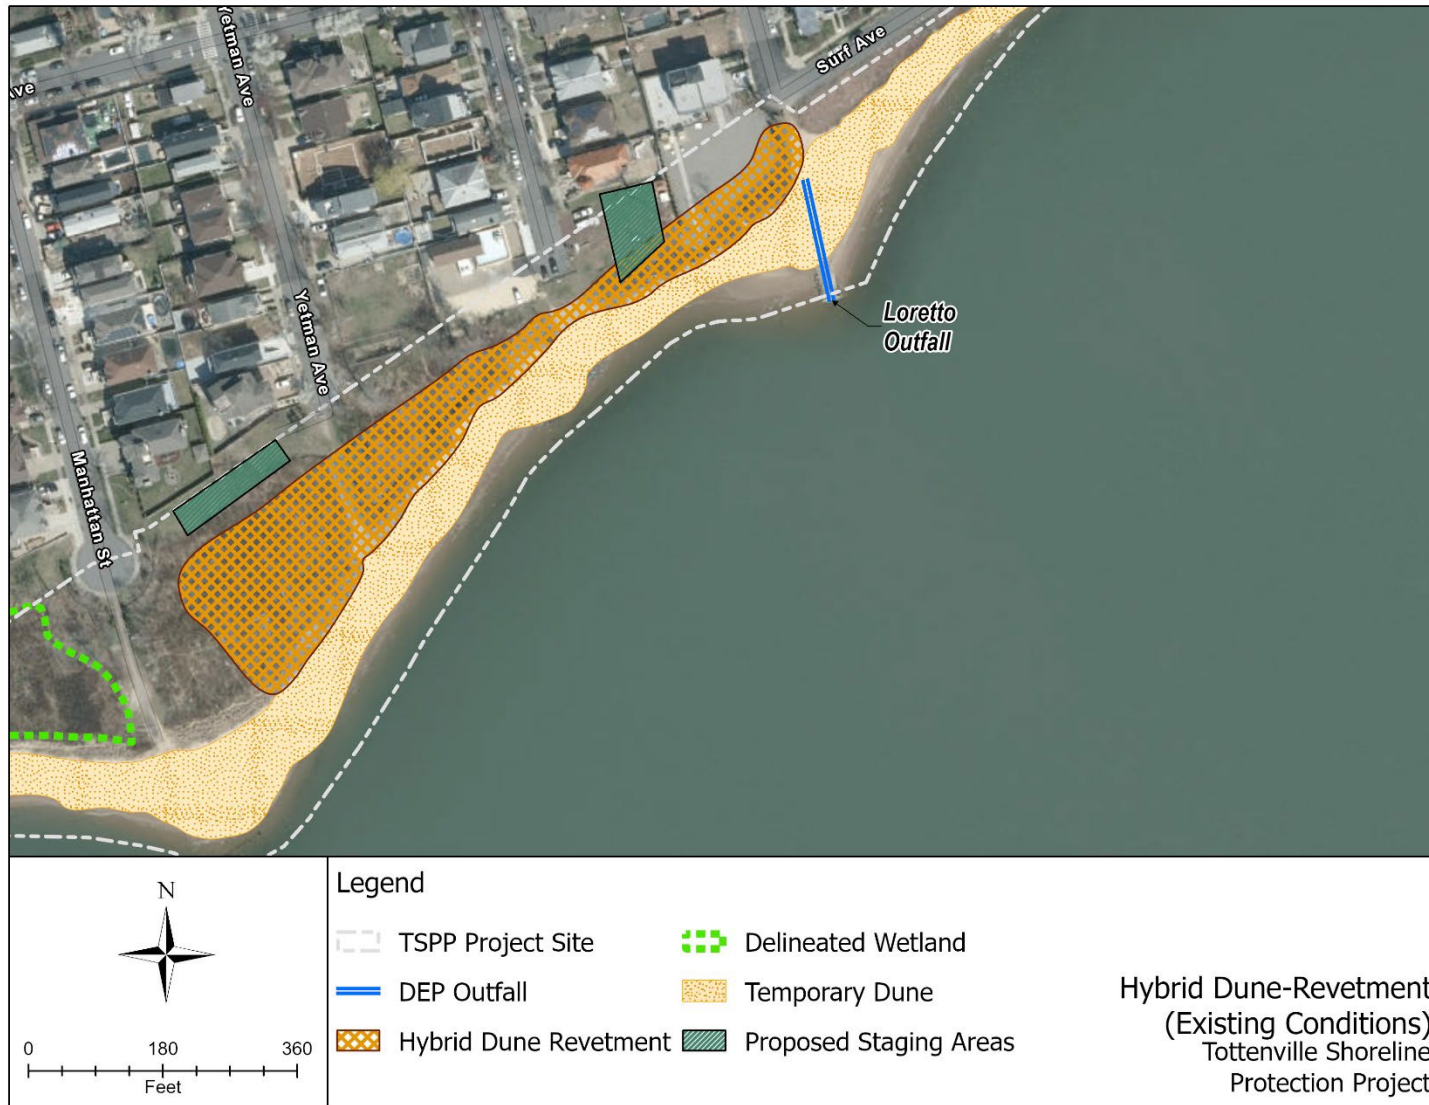 Ave
Yetman Ave
Surf Ave
Yetman Ave
Loretto
Outfall
Manhattan St
N
0 180 360
Feet
Legend
TSPP Project Site
DEP Outfall
Hybrid Dune Revetment
Delineated Wetland
Temporary Dune
Proposed Staging Areas
Hybrid Dune-Revetment
(Existing Conditions)
Tottenville Shoreline
Protection Project